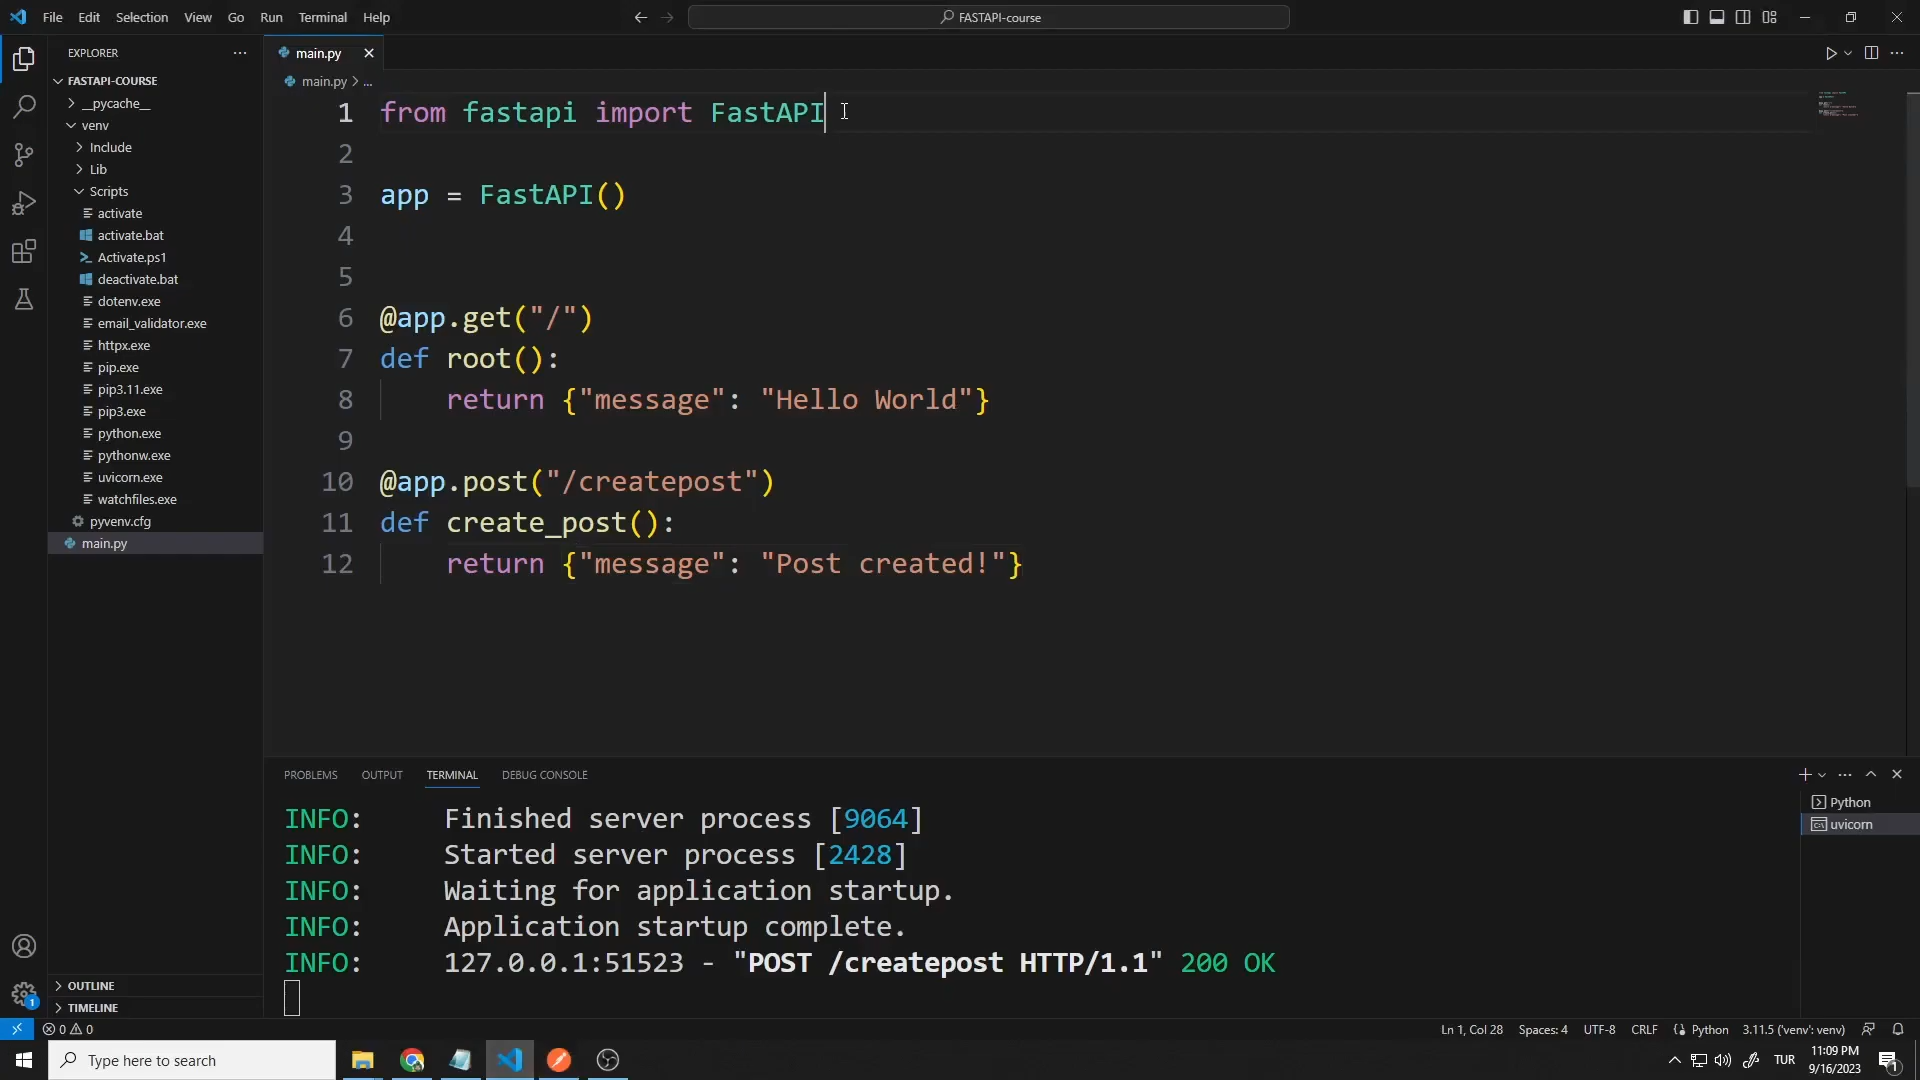 File Edit Selection View Go Run Terminal Help
FASTAPI-course
EXPLORER
FASTAPI-COURSE
__pycache__
venv
Include
Lib
Scripts
activate
activate.bat
Activate.ps1
deactivate.bat
dotenv.exe
email_validator.exe
httpx.exe
pip.exe
pip3.11.exe
pip3.exe
python.exe
pythonw.exe
uvicorn.exe
watchfiles.exe
pyvenv.cfg
main.py
OUTLINE
TIMELINE
main.py
main.py > ...
1 from fastapi import FastAPI
2
3 app = FastAPI()
4
5
6 @app.get("/")
7 def root():
8 return {"message": "Hello World"}
9
10 @app.post("/createpost")
11 def create_post():
12 return {"message": "Post created!"}
PROBLEMS OUTPUT TERMINAL DEBUG CONSOLE
INFO: Finished server process [9064]
INFO: Started server process [2428]
INFO: Waiting for application startup.
INFO: Application startup complete.
INFO: 127.0.0.1:51523 - "POST /createpost HTTP/1.1" 200 OK
Python
uvicorn
1
0 0
Ln 1, Col 28 Spaces: 4 UTF-8 CRLF Python 3.11.5 ('venv': venv)
Type here to search
TUR
11:09 PM
9/16/2023
1